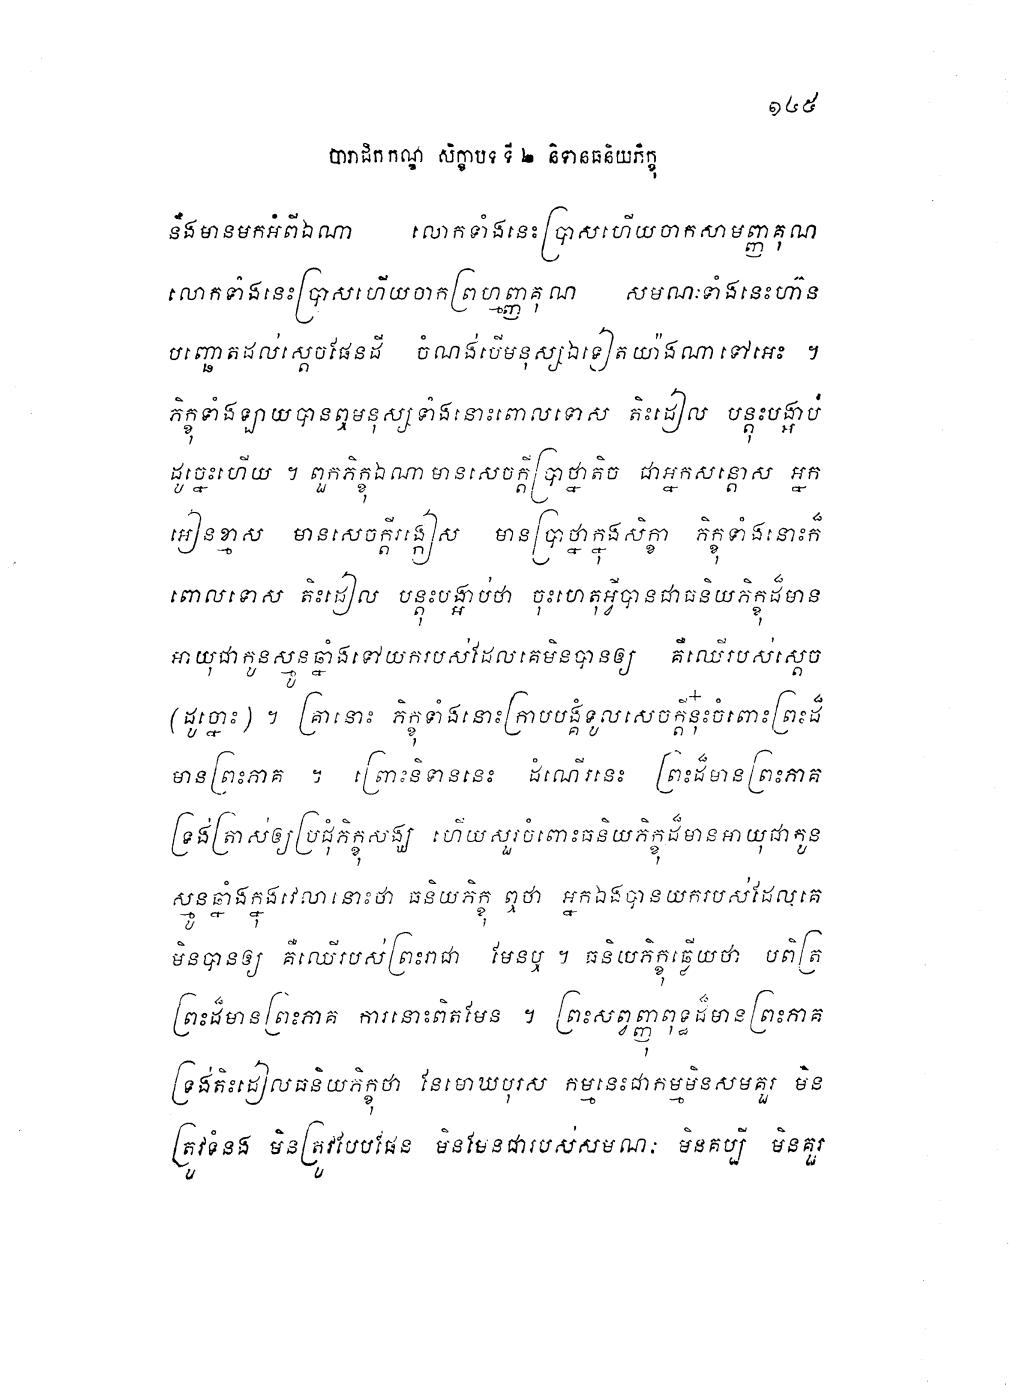 ១៤៥
បារាជិកកណ្ឌ សិក្ខាបទ ទី ២ និទានធនិយភិក្ខុ
នឹងមានមកអំពីឯណា លោកទាំងនេះប្រាសហើយចាកសាមញ្ញគុណ
លោកទាំងនេះប្រាសហើយចាកព្រហ្មញ្ញគុណ សមណៈទាំងនេះហ៊ាន
បញ្ឆោតដល់ស្តេចផែនដី ចំណង់បើមនុស្សឯទៀតយ៉ាងណាទៅអេះ ។
ភិក្ខុទាំងឡាយបានឮមនុស្សទាំងនោះពោលទោស តិះដៀល បន្តុះបង្អាប់
ដូច្នេះហើយ ។ ពួកភិក្ខុឯណាមានសេចក្តីប្រាថ្នាតិច ជាអ្នកសន្តោស អ្នក
អៀនខ្មាស មានសេចក្តីរង្កៀស មានប្រាថ្នាក្នុងសិក្ខា ភិក្ខុទាំងនោះក៏
ពោលទោស តិះដៀល បន្តុះបង្អាប់ថា ចុះហេតុអ្វីបានជាធនិយភិក្ខុដ៏មាន
អាយុជាកូនស្មូនឆ្នាំងទៅយករបស់ដែលគេមិនបានឲ្យ គឺឈើរបស់ស្តេច
(ដូច្នោះ) ។ គ្រានោះ ភិក្ខុទាំងនោះក្រាបបង្គំទូលសេចក្តីនុ៎ះចំពោះព្រះដ៏
មានព្រះភាគ ។ ព្រោះនិទាននេះ ដំណើរនេះ ព្រះដ៏មានព្រះភាគ
ទ្រង់ត្រាស់ឲ្យប្រជុំភិក្ខុសង្ឃ ហើយសួរចំពោះធនិយភិក្ខុដ៏មានអាយុជាកូន
ស្មូនឆ្នាំងក្នុងវេលានោះថា ធនិយភិក្ខុ ឮថា អ្នកឯងបានយករបស់ដែលគេ
មិនបានឲ្យ គឺឈើរបស់ព្រះរាជា មែនឬ ។ ធនិយភិក្ខុឆ្លើយថា បពិត្រ
ព្រះដ៏មានព្រះភាគ ការនោះពិតមែន ។ ព្រះសព្វញ្ញុពុទ្ធដ៏មានព្រះភាគ
ទ្រង់តិះដៀលធនិយភិក្ខុថា នែមោឃបុរស កម្មនេះជាកម្មមិនសមគួរ មិន
ត្រូវទំនង មិនត្រូវបែបផែន មិនមែនជារបស់សមណៈ មិនគប្បី មិនគួរ